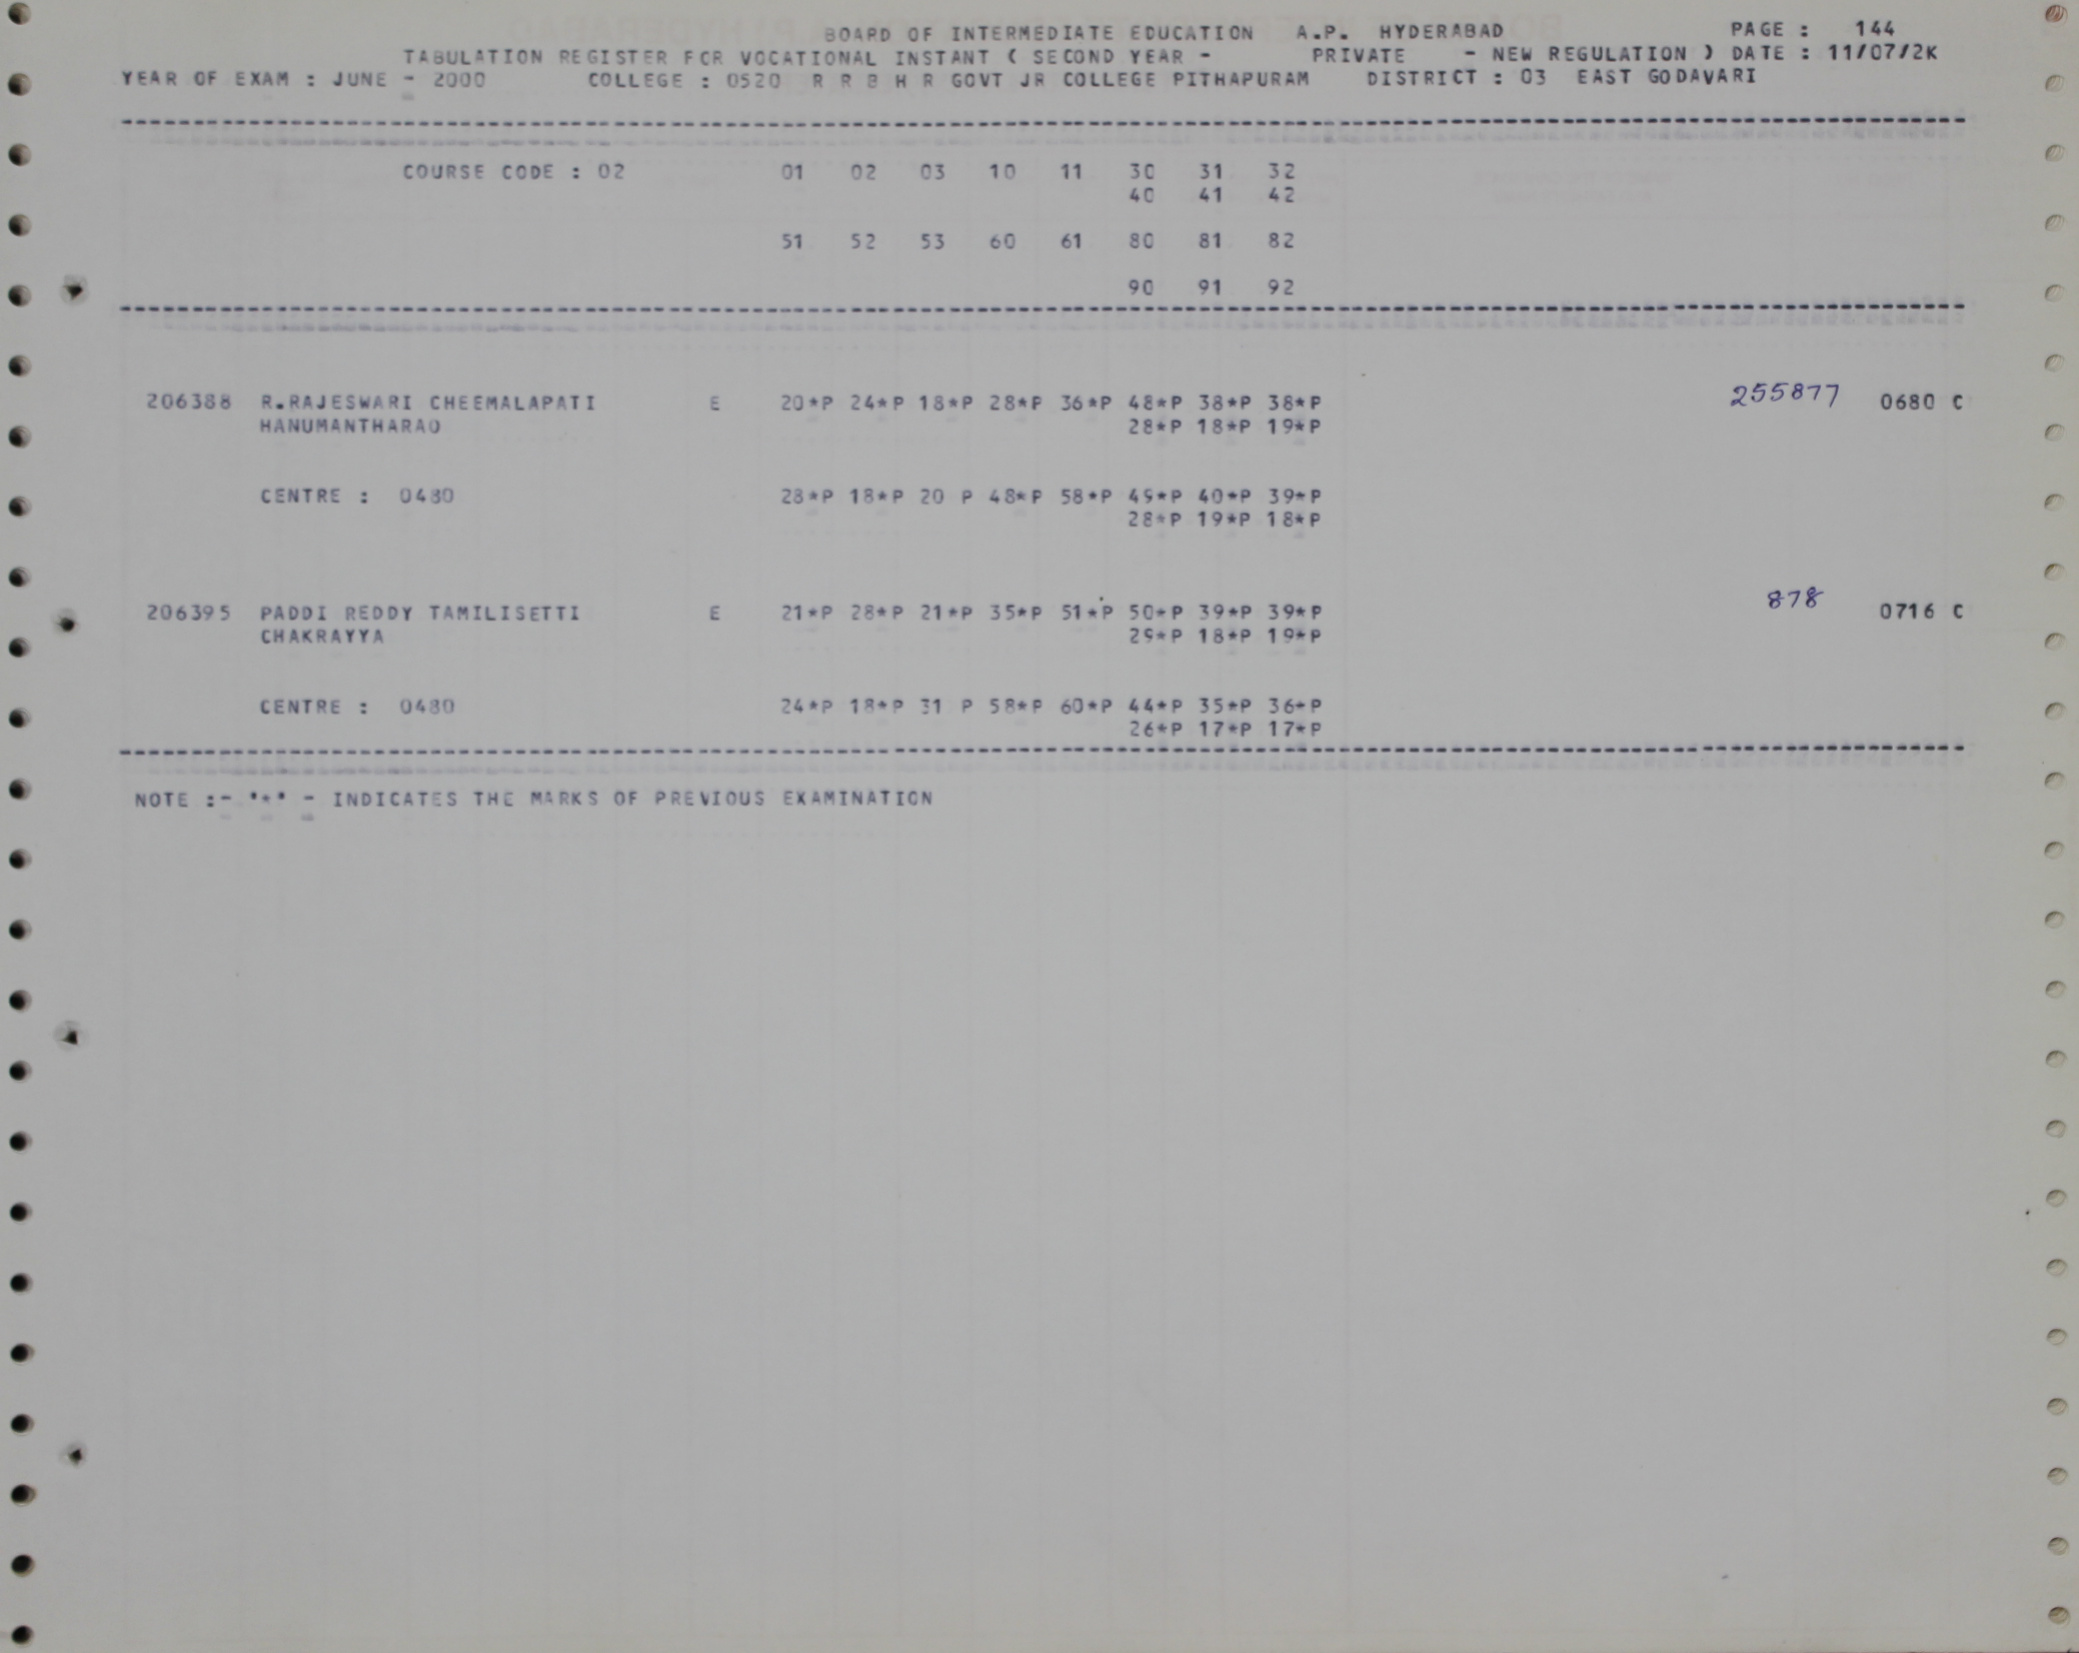 BOARD OF INTERMEDIATE EDUCATION A.P. HYDERABAD PAGE : 144
TABULATION REGISTER FOR VOCATIONAL INSTANT ( SECOND YEAR - PRIVATE - NEW REGULATION ) DATE : 11/07/2K
YEAR OF EXAM : JUNE - 2000 COLLEGE : 0520 R R B H R GOVT JR COLLEGE PITHAPURAM DISTRICT : 03 EAST GODAVARI
COURSE CODE : 02 01 02 03 10 11 30 31 32
40 41 42
51 52 53 60 61 80 81 82
90 91 92
206388 R.RAJESWARI CHEEMALAPATI E 20*P 24*P 18*P 28*P 36*P 48*P 38*P 38*P 255877 0680 C
HANUMANTHARAO 28*P 18*P 19*P
CENTRE : 0480 28*P 18*P 20 P 48*P 58*P 49*P 40*P 39*P
28*P 19*P 18*P
206395 PADDI REDDY TAMILISETTI E 21*P 28*P 21*P 35*P 51*P 50*P 39*P 39*P 878 0716 C
CHAKRAYYA 29*P 18*P 19*P
CENTRE : 0480 24*P 18*P 31 P 58*P 60*P 44*P 35*P 36*P
26*P 17*P 17*P
NOTE :- "*" - INDICATES THE MARKS OF PREVIOUS EXAMINATION